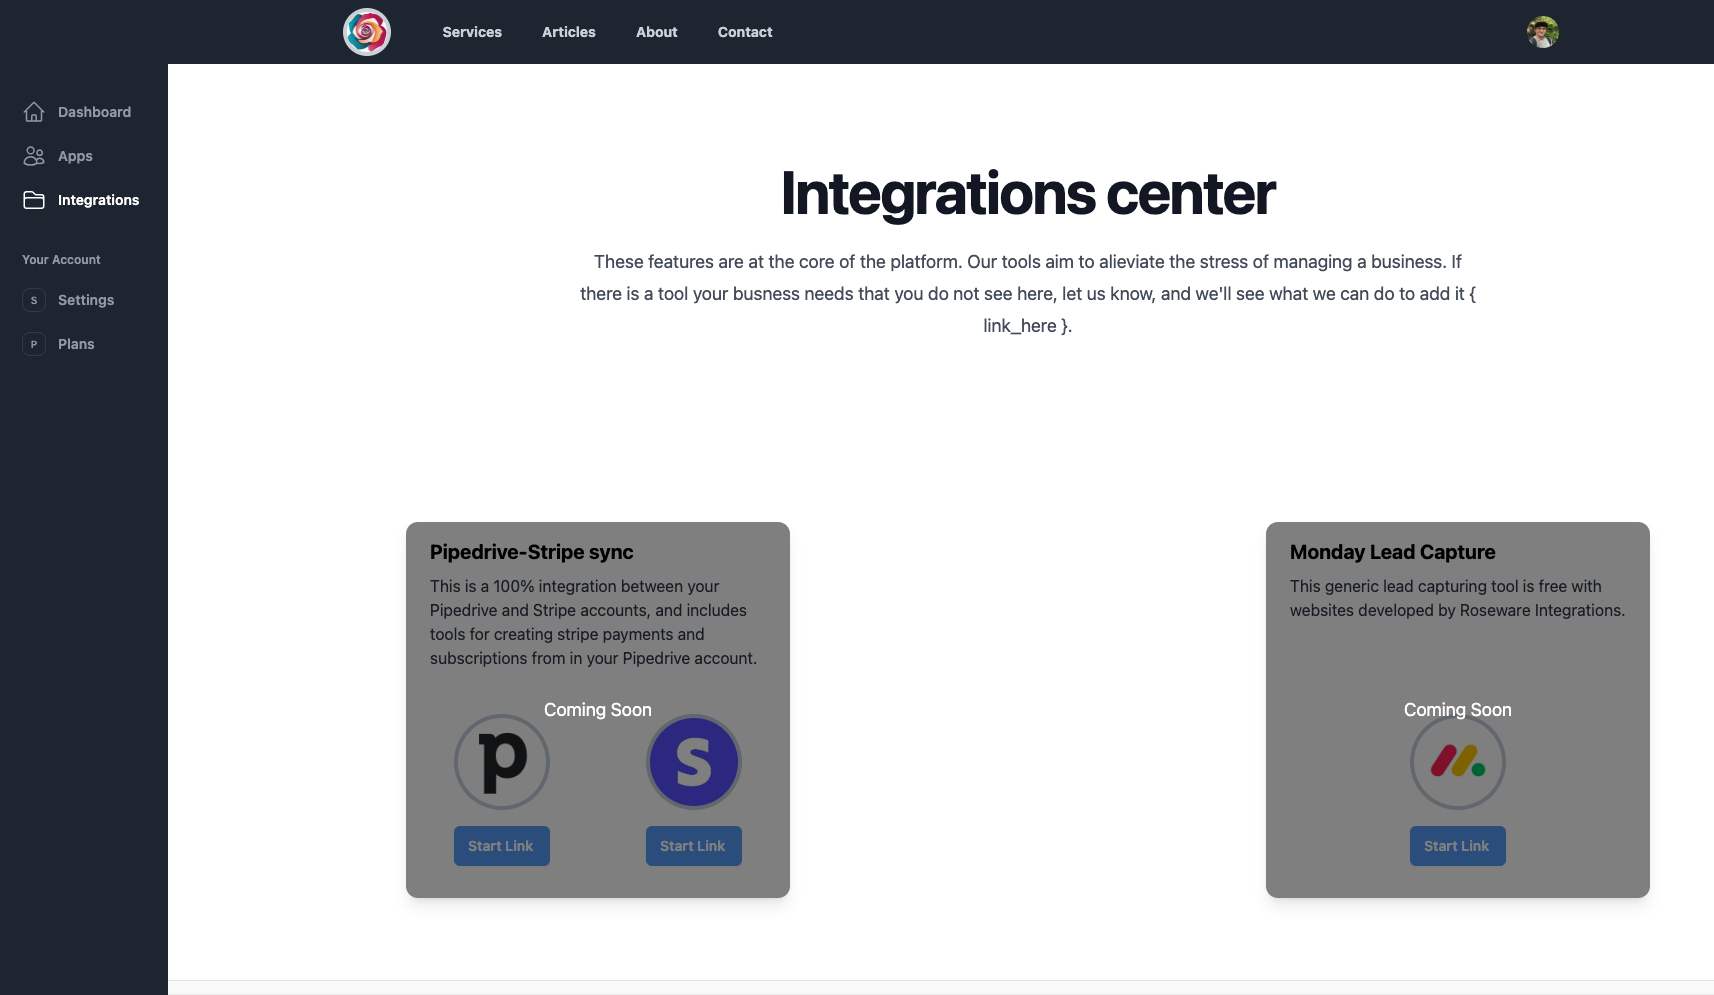 Services Articles About Contact
Dashboard
Apps
Integrations
Your Account
S Settings
P Plans
Integrations center
These features are at the core of the platform. Our tools aim to alieviate the stress of managing a business. If
there is a tool your busness needs that you do not see here, let us know, and we'll see what we can do to add it {
link_here }.
Pipedrive-Stripe sync
This is a 100% integration between your
Pipedrive and Stripe accounts, and includes
tools for creating stripe payments and
subscriptions from in your Pipedrive account.
Coming Soon
p S
Start Link Start Link
Monday Lead Capture
This generic lead capturing tool is free with
websites developed by Roseware Integrations.
Coming Soon
Start Link